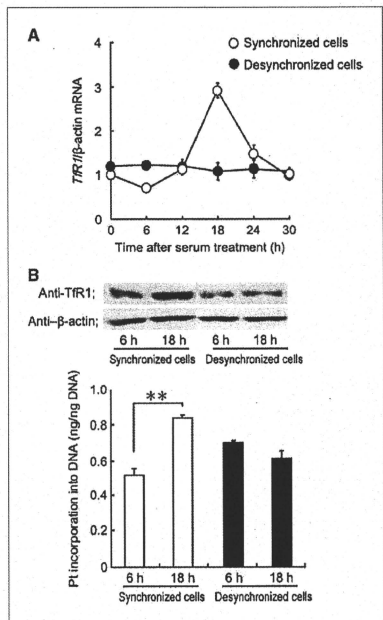 A
Synchronized cells
Desynchronized cells
TfR1/β-actin mRNA
4
3
2
1
0
0 6 12 18 24 30
Time after serum treatment (h)
B
Anti-TfR1;
Anti–β-actin;
6 h 18 h 6 h 18 h
Synchronized cells Desynchronized cells
Pt incorporation into DNA (ng/ng DNA)
1.0
0.8
0.6
0.4
0.2
0
**
6 h 18 h 6 h 18 h
Synchronized cells Desynchronized cells